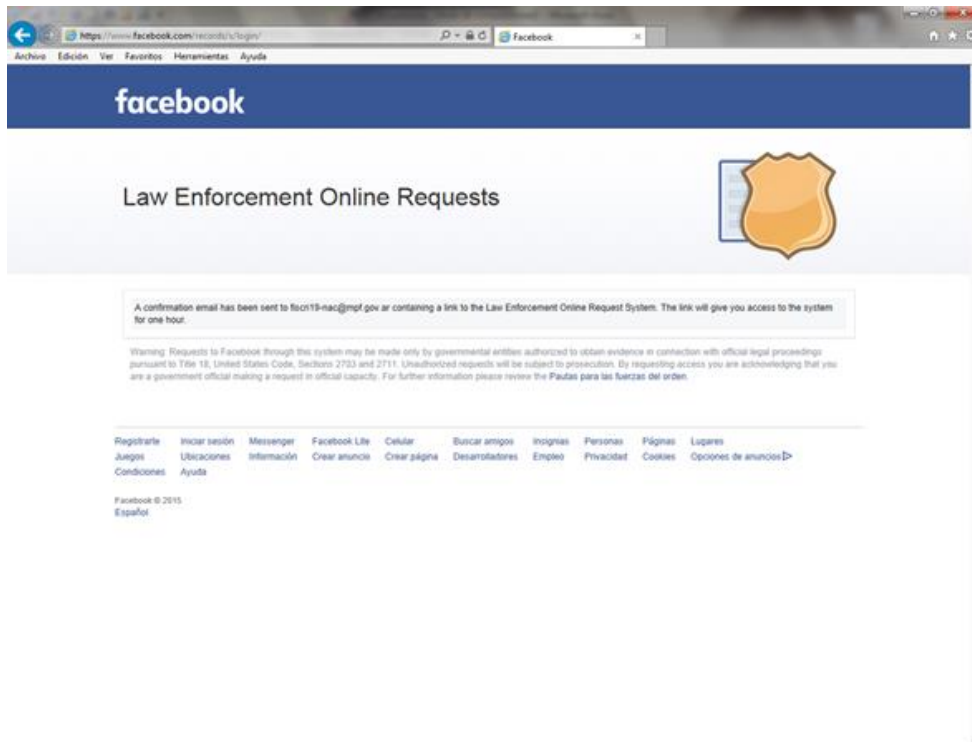 https://www.facebook.com/records/x/login/
Facebook
Archivo Edición Ver Favoritos Herramientas Ayuda
facebook
Law Enforcement Online Requests
A confirmation email has been sent to fiscn19-nac@mpf.gov.ar containing a link to the Law Enforcement Online Request System. The link will give you access to the system
for one hour.
Warning: Requests to Facebook through this system may be made only by governmental entities authorized to obtain evidence in connection with official legal proceedings
pursuant to Title 18, United States Code, Sections 2703 and 2711. Unauthorized requests will be subject to prosecution. By requesting access you are acknowledging that you
are a government official making a request in official capacity. For further information please review the Pautas para las fuerzas del orden.
Registrarte Iniciar sesión Messenger Facebook Lite Celular Buscar amigos Insignias Personas Páginas Lugares
Juegos Ubicaciones Información Crear anuncio Crear página Desarrolladores Empleo Privacidad Cookies Opciones de anuncios
Condiciones Ayuda
Facebook © 2015
Español